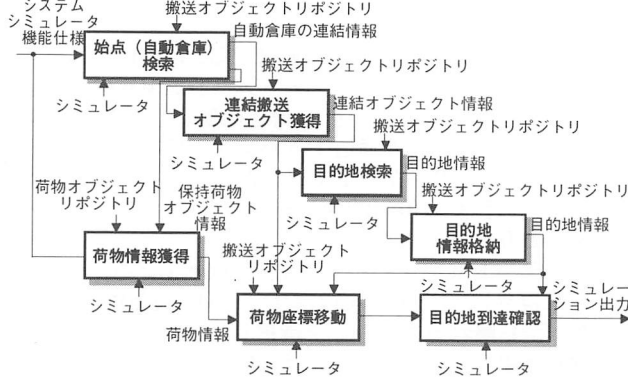 システム
シミュレータ
機能仕様
搬送オブジェクトリポジトリ
自動倉庫の連結情報
始点（自動倉庫）
検索
搬送オブジェクトリポジトリ
シミュレータ
連結搬送
オブジェクト獲得
連結オブジェクト情報
搬送オブジェクトリポジトリ
シミュレータ
目的地検索
目的地情報
荷物オブジェクト
リポジトリ
保持荷物
オブジェクト
情報
搬送オブジェクトリポジトリ
シミュレータ
目的地
情報格納
目的地情報
荷物情報獲得
搬送オブジェクト
リポジトリ
シミュレータ
シミュレー
ション出力
シミュレータ
荷物情報
荷物座標移動
目的地到達確認
シミュレータ
シミュレータ